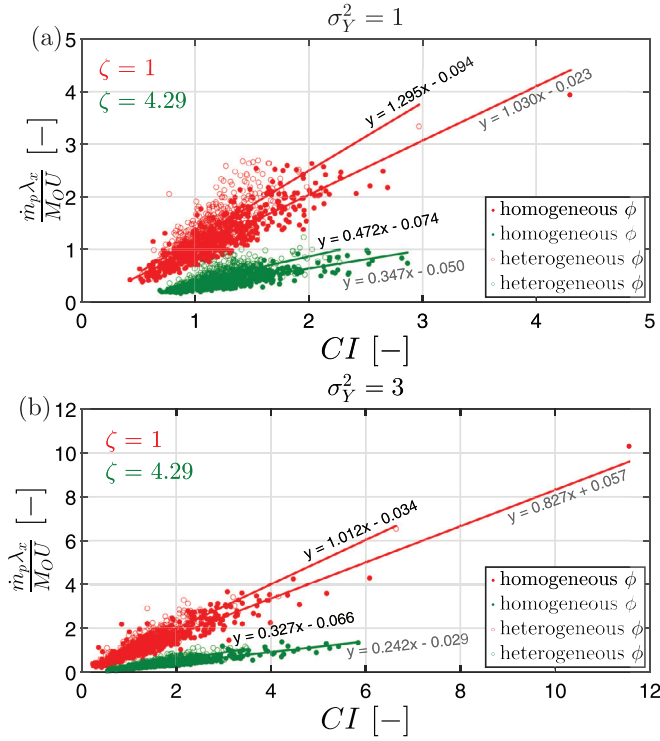 σ_Y^2 = 1
(a)
5
4
3
2
1
0
ṁ_p λ_x / M_O U̅ [−]
ζ = 1
ζ = 4.29
y = 1.295x - 0.094
y = 1.030x - 0.023
y = 0.472x - 0.074
y = 0.347x - 0.050
homogeneous ϕ
homogeneous ϕ
heterogeneous ϕ
heterogeneous ϕ
0 1 2 3 4 5
CI [−]
σ_Y^2 = 3
(b)
12
10
8
6
4
2
0
ṁ_p λ_x / M_O U̅ [−]
ζ = 1
ζ = 4.29
y = 1.012x - 0.034
y = 0.827x + 0.057
y = 0.327x - 0.066
y = 0.242x - 0.029
homogeneous ϕ
homogeneous ϕ
heterogeneous ϕ
heterogeneous ϕ
0 2 4 6 8 10 12
CI [−]